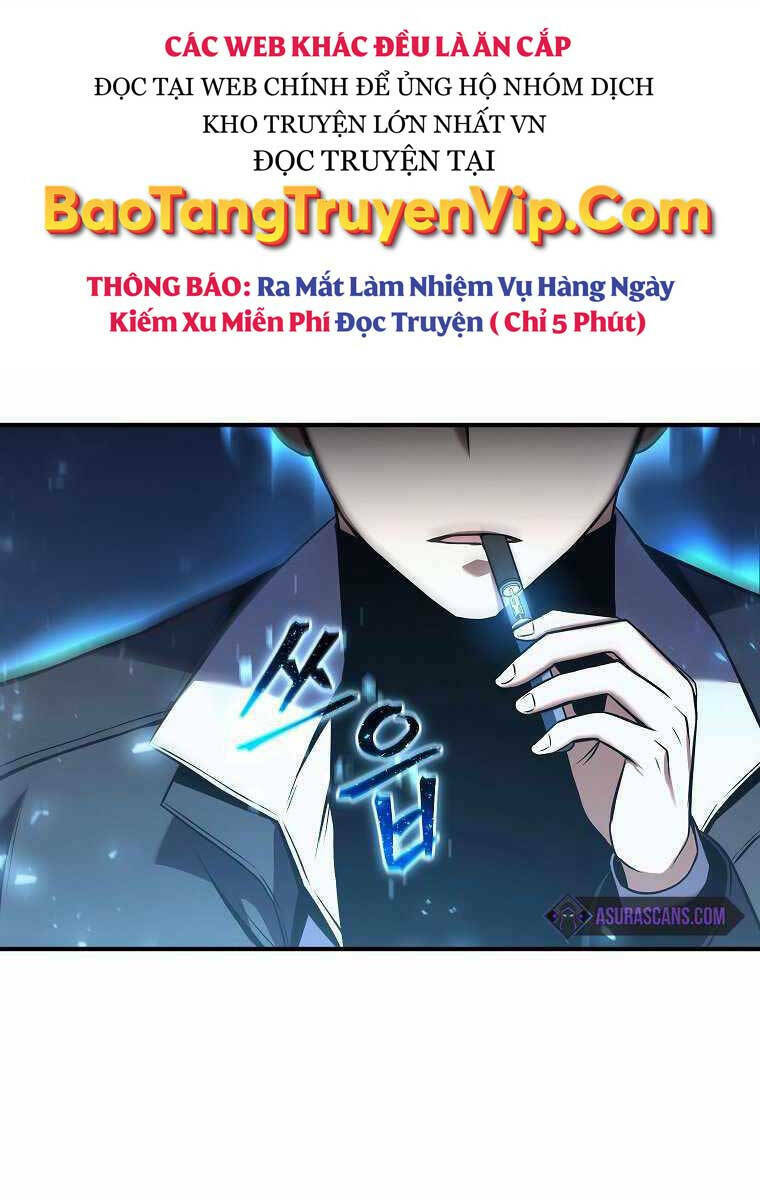 CÁC WEB KHÁC ĐỀU LÀ ĂN CẮP
ĐỌC TẠI WEB CHÍNH ĐỂ ỦNG HỘ NHÓM DỊCH
KHO TRUYỆN LỚN NHẤT VN
ĐỌC TRUYỆN TẠI
BaoTangTruyenVip.Com
THÔNG BÁO: Ra Mắt Làm Nhiệm Vụ Hàng Ngày
Kiếm Xu Miễn Phí Đọc Truyện ( Chỉ 5 Phút)
쓰읍
ASURASCANS.COM